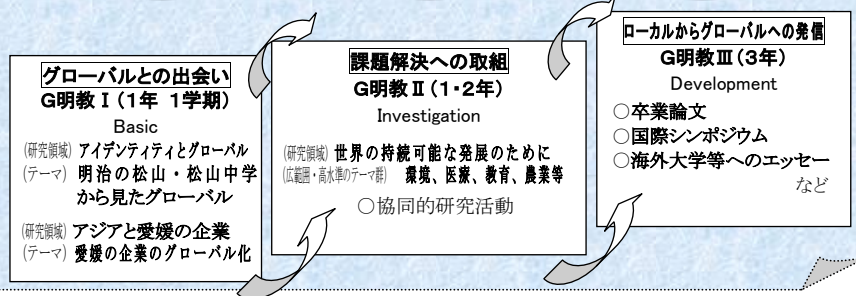 グローバルとの出会い
G明教Ⅰ(1年 1学期)
Basic
(研究領域) アイデンティティとグローバル
(テーマ) 明治の松山・松山中学
から見たグローバル
(研究領域) アジアと愛媛の企業
(テーマ) 愛媛の企業のグローバル化
課題解決への取組
G明教Ⅱ(1・2年)
Investigation
(研究領域) 世界の持続可能な発展のために
(広範囲・高水準のテーマ群) 環境、医療、教育、農業等
○協同的研究活動
ローカルからグローバルへの発信
G明教Ⅲ(3年)
Development
○卒業論文
○国際シンポジウム
○海外大学等へのエッセー
など